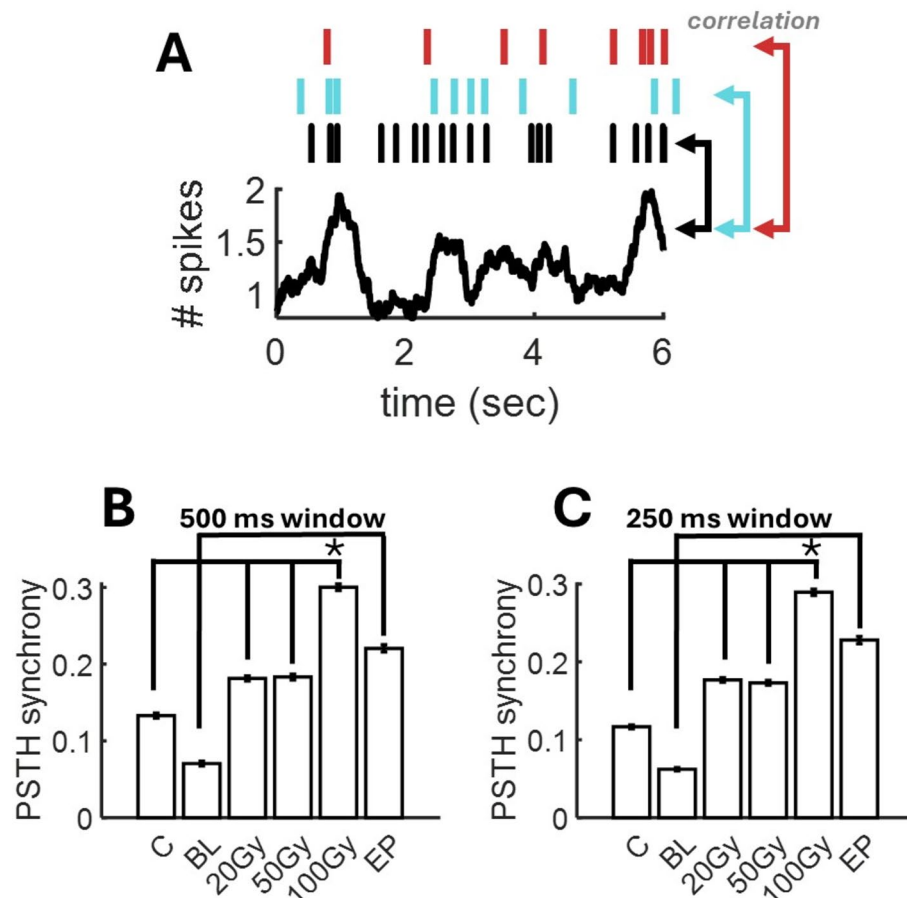 correlation
A
# spikes
2
1.5
1
0
2
4
6
time (sec)
B
500 ms window
*
PSTH synchrony
0.3
0.2
0.1
0
C
BL
20Gy
50Gy
100Gy
EP
C
250 ms window
*
PSTH synchrony
0.3
0.2
0.1
0
C
BL
20Gy
50Gy
100Gy
EP